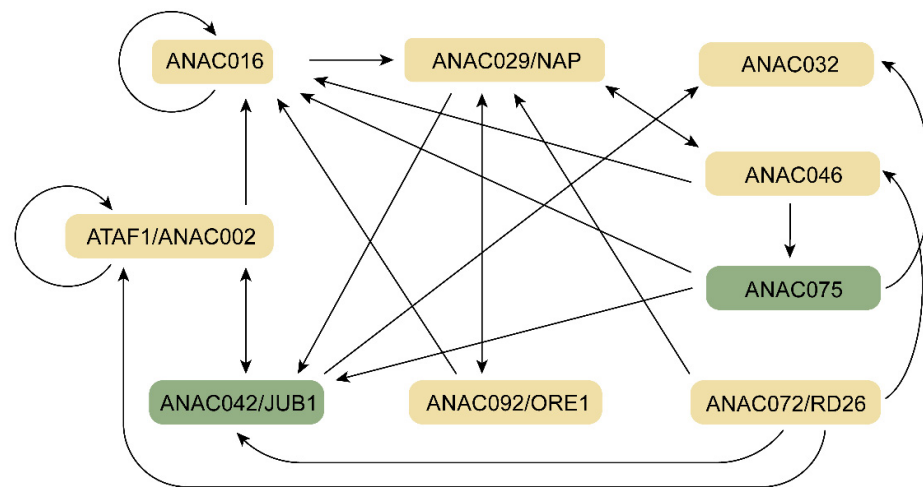 ANAC016
ANAC029/NAP
ANAC032
ANAC046
ATAF1/ANAC002
ANAC075
ANAC042/JUB1
ANAC092/ORE1
ANAC072/RD26